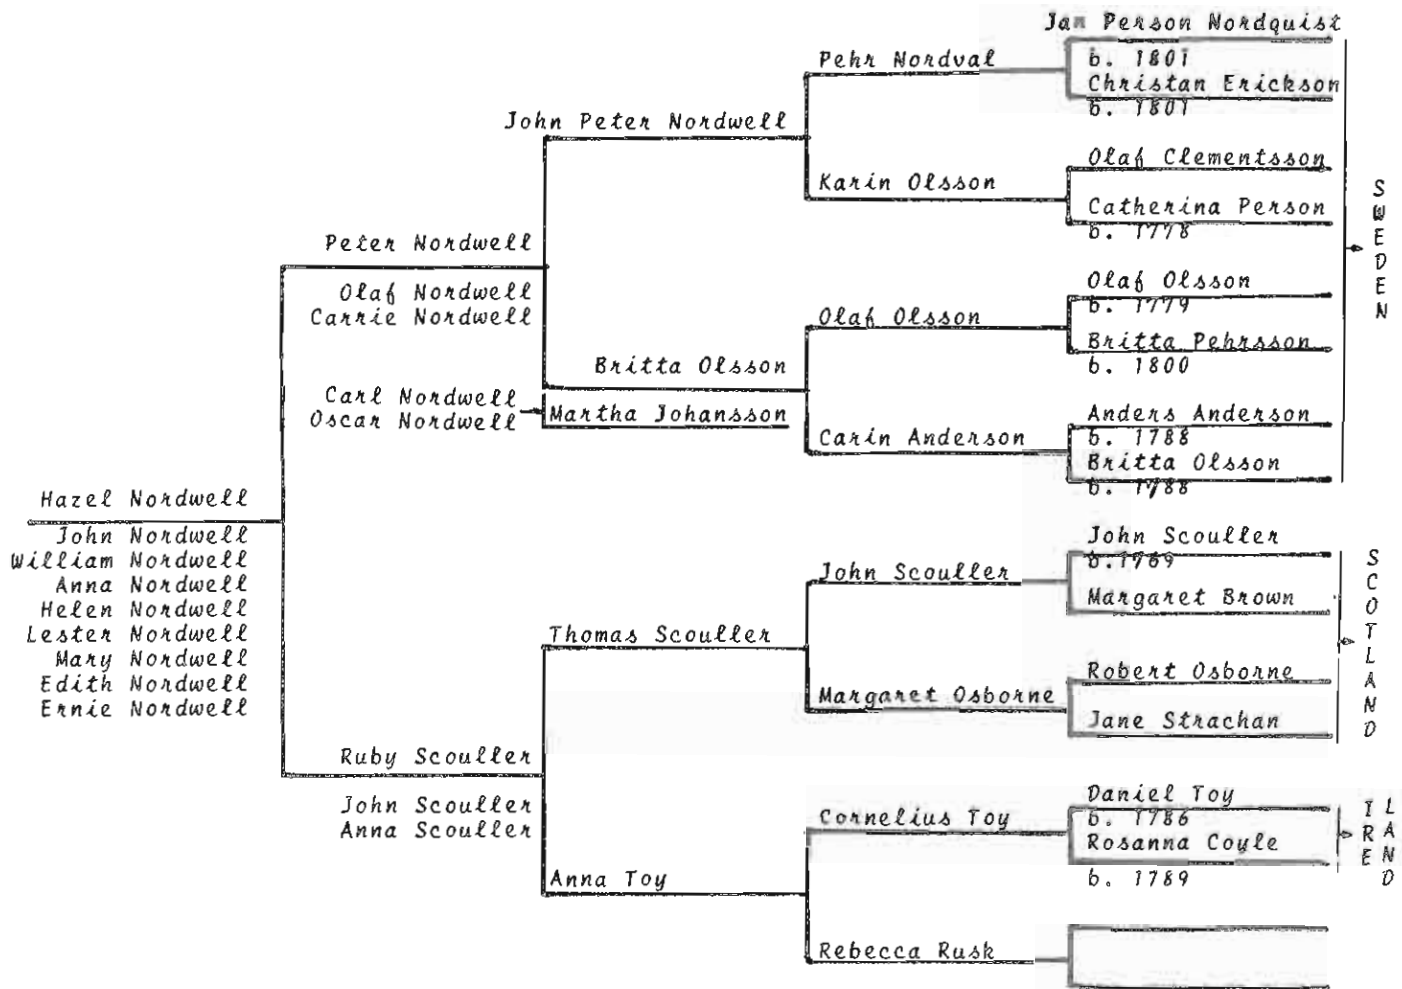 Jan Person Nordquist
b. 1801
Pehr Nordval
Christan Erickson
b. 1801
John Peter Nordwell
Olaf Clementsson
Karin Olsson
Catherina Person
b. 1778
SWEDEN
Peter Nordwell
Olaf Nordwell
Carrie Nordwell
Olaf Olsson
b. 1779
Olaf Olsson
Britta Pehrsson
b. 1800
Britta Olsson
Carl Nordwell
Oscar Nordwell
Martha Johansson
Anders Anderson
b. 1788
Carin Anderson
Britta Olsson
b. 1788
Hazel Nordwell
John Nordwell
William Nordwell
Anna Nordwell
Helen Nordwell
Lester Nordwell
Mary Nordwell
Edith Nordwell
Ernie Nordwell
John Scouller
b. 1769
John Scouller
Margaret Brown
SCOTLAND
Thomas Scouller
Robert Osborne
Margaret Osborne
Jane Strachan
Ruby Scouller
John Scouller
Anna Scouller
Daniel Toy
b. 1786
Cornelius Toy
Rosanna Coyle
b. 1789
IRE
LAND
Anna Toy
Rebecca Rusk